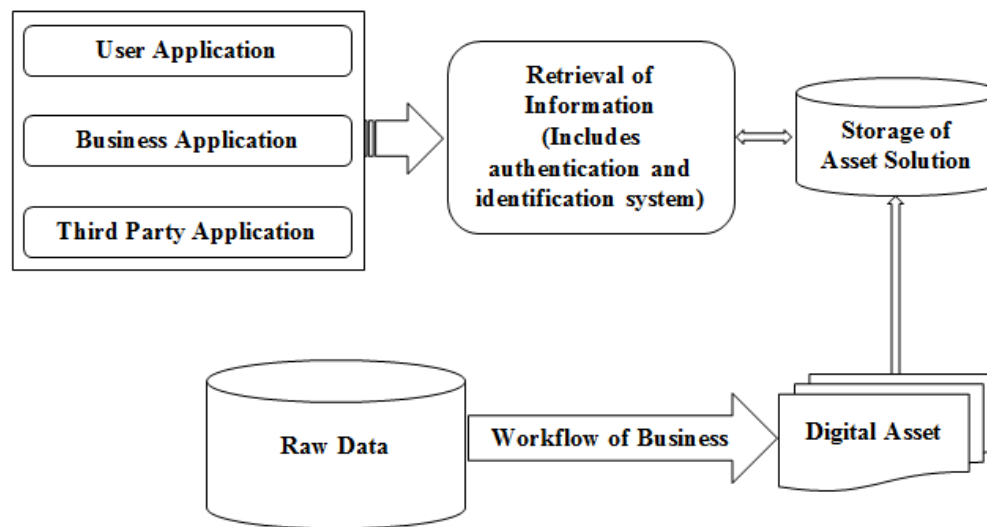 User Application
Business Application
Third Party Application
Retrieval of
Information
(Includes
authentication and
identification system)
Storage of
Asset Solution
Raw Data
Workflow of Business
Digital Asset